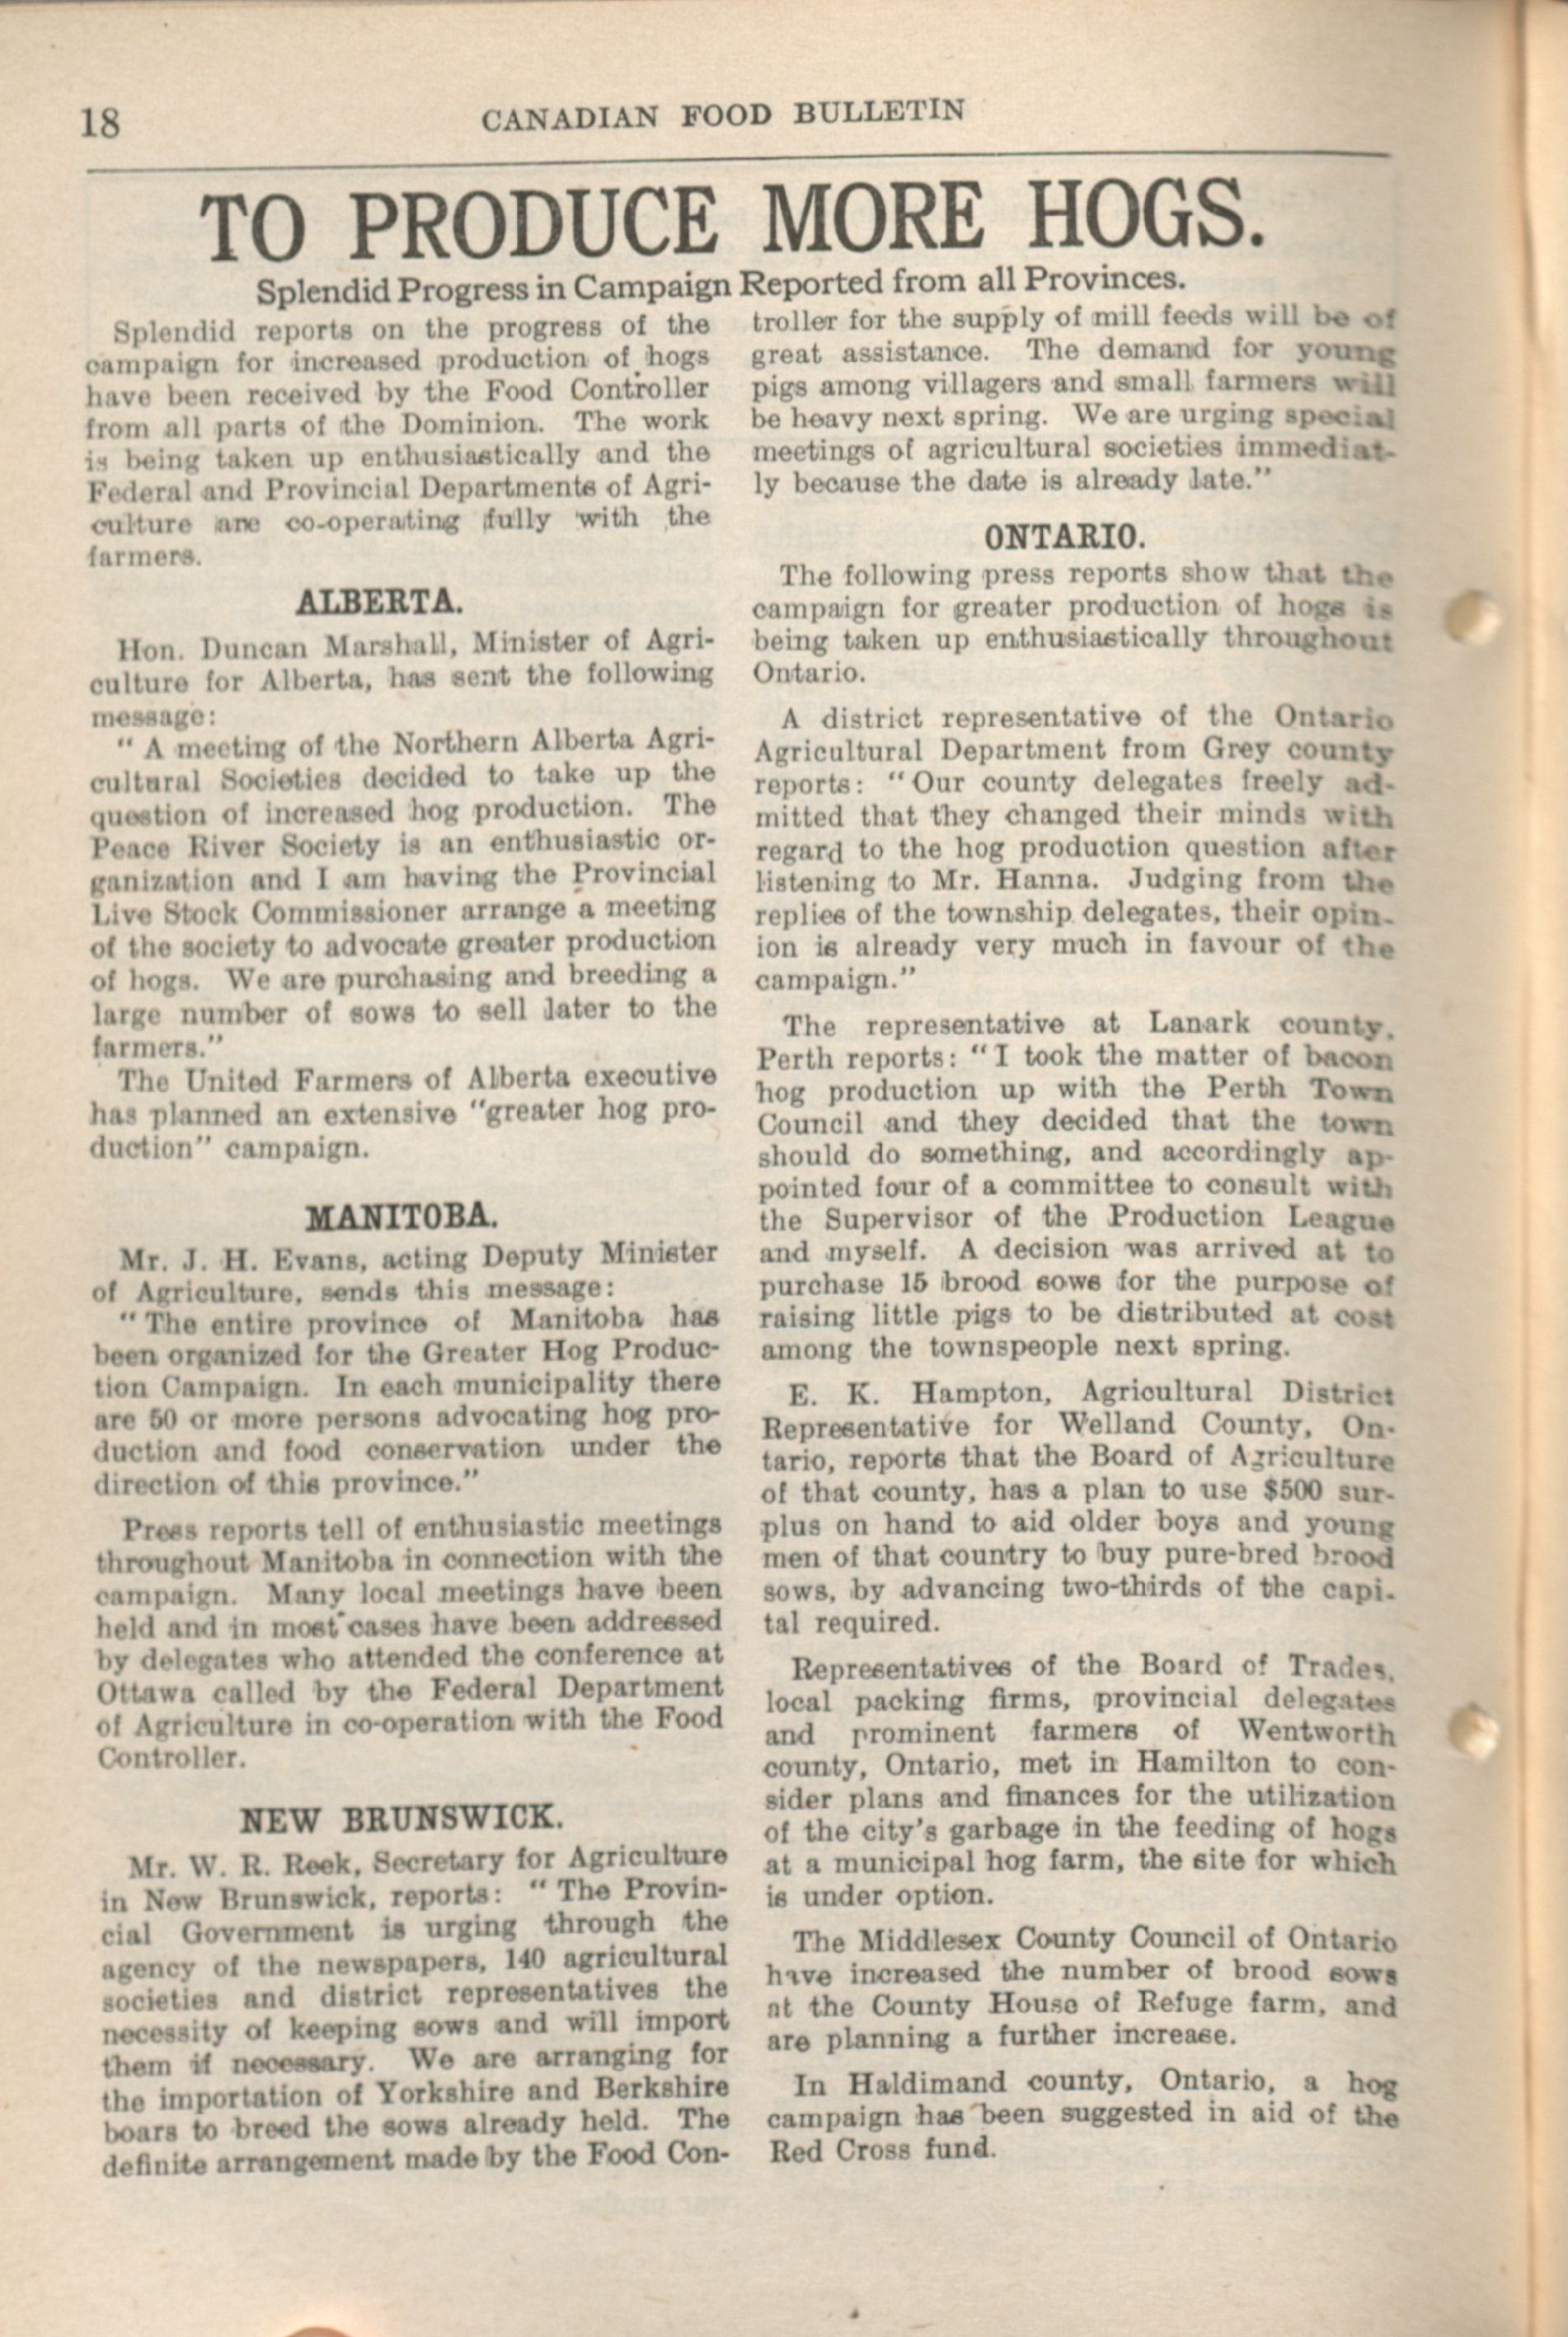 18
CANADIAN FOOD BULLETIN
TO PRODUCE MORE HOGS.
Splendid Progress in Campaign Reported from all Provinces.
Splendid reports on the progress of the
campaign for increased production of hogs
have been received by the Food Controller
from all parts of the Dominion. The work
is being taken up enthusiastically and the
Federal and Provincial Departments of Agri-
culture are co-operating fully with the
farmers.
ALBERTA.
Hon. Duncan Marshall, Minister of Agri-
culture for Alberta, has sent the following
message:
" A meeting of the Northern Alberta Agri-
cultural Societies decided to take up the
question of increased hog production. The
Peace River Society is an enthusiastic or-
ganization and I am having the Provincial
Live Stock Commissioner arrange a meeting
of the society to advocate greater production
of hogs. We are purchasing and breeding a
large number of sows to sell later to the
farmers."
The United Farmers of Alberta executive
has planned an extensive "greater hog pro-
duction" campaign.
MANITOBA.
Mr. J. H. Evans, acting Deputy Minister
of Agriculture, sends this message:
" The entire province of Manitoba has
been organized for the Greater Hog Produc-
tion Campaign. In each municipality there
are 50 or more persons advocating hog pro-
duction and food conservation under the
direction of this province."
Press reports tell of enthusiastic meetings
throughout Manitoba in connection with the
campaign. Many local meetings have been
held and in most cases have been addressed
by delegates who attended the conference at
Ottawa called by the Federal Department
of Agriculture in co-operation with the Food
Controller.
NEW BRUNSWICK.
Mr. W. R. Reek, Secretary for Agriculture
in New Brunswick, reports: " The Provin-
cial Government is urging through the
agency of the newspapers, 140 agricultural
societies and district representatives the
necessity of keeping sows and will import
them if necessary. We are arranging for
the importation of Yorkshire and Berkshire
boars to breed the sows already held. The
definite arrangement made by the Food Con-
troller for the supply of mill feeds will be of
great assistance. The demand for young
pigs among villagers and small farmers will
be heavy next spring. We are urging special
meetings of agricultural societies immediat-
ly because the date is already late."
ONTARIO.
The following press reports show that the
campaign for greater production of hogs is
being taken up enthusiastically throughout
Ontario.
A district representative of the Ontario
Agricultural Department from Grey county
reports: "Our county delegates freely ad-
mitted that they changed their minds with
regard to the hog production question after
listening to Mr. Hanna. Judging from the
replies of the township delegates, their opin-
ion is already very much in favour of the
campaign."
The representative at Lanark county,
Perth reports: "I took the matter of bacon
hog production up with the Perth Town
Council and they decided that the town
should do something, and accordingly ap-
pointed four of a committee to consult with
the Supervisor of the Production League
and myself. A decision was arrived at to
purchase 15 brood sows for the purpose of
raising little pigs to be distributed at cost
among the townspeople next spring.
E. K. Hampton, Agricultural District
Representative for Welland County, On-
tario, reports that the Board of Agriculture
of that county, has a plan to use $500 sur-
plus on hand to aid older boys and young
men of that country to buy pure-bred brood
sows, by advancing two-thirds of the capi-
tal required.
Representatives of the Board of Trades,
local packing firms, provincial delegates
and prominent farmers of Wentworth
county, Ontario, met in Hamilton to con-
sider plans and finances for the utilization
of the city's garbage in the feeding of hogs
at a municipal hog farm, the site for which
is under option.
The Middlesex County Council of Ontario
have increased the number of brood sows
at the County House of Refuge farm, and
are planning a further increase.
In Haldimand county, Ontario, a hog
campaign has been suggested in aid of the
Red Cross fund.